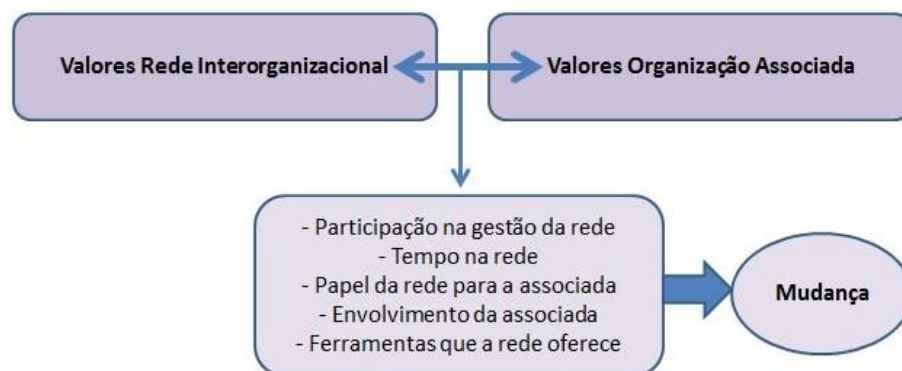 Valores Rede Interorganizacional
Valores Organização Associada
- Participação na gestão da rede
- Tempo na rede
- Papel da rede para a associada
- Envolvimento da associada
- Ferramentas que a rede oferece
Mudança